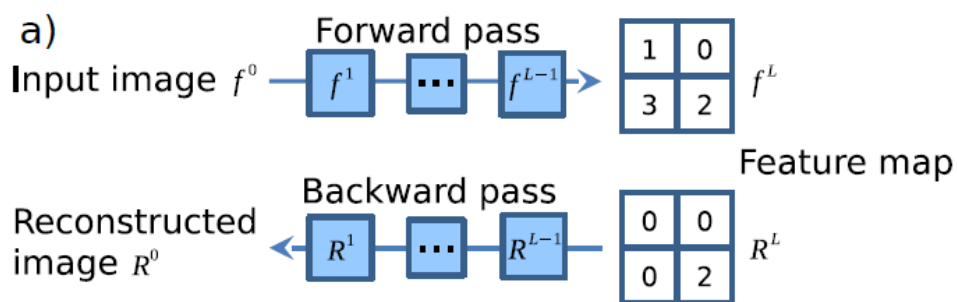 a)
Forward pass
Input image f⁰ f¹ ... f^{L-1}
1 0
3 2
f^L
Feature map
Backward pass
Reconstructed
image R⁰
R¹ ... R^{L-1}
0 0
0 2
R^L